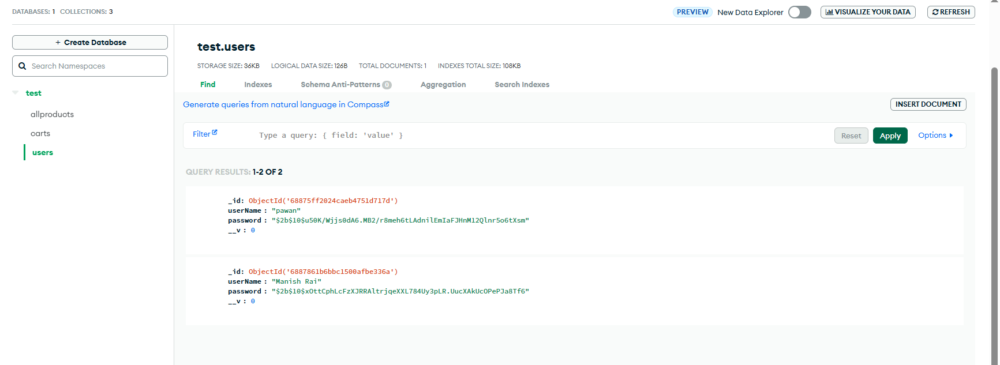 DATABASES: 1 COLLECTIONS: 3
PREVIEW New Data Explorer VISUALIZE YOUR DATA REFRESH
+ Create Database
Search Namespaces
test
allproducts
carts
users
test.users
STORAGE SIZE: 36KB LOGICAL DATA SIZE: 126B TOTAL DOCUMENTS: 1 INDEXES TOTAL SIZE: 108KB
Find Indexes Schema Anti-Patterns 0 Aggregation Search Indexes
Generate queries from natural language in Compass
INSERT DOCUMENT
Filter Type a query: { field: 'value' } Reset Apply Options
QUERY RESULTS: 1-2 OF 2
_id: ObjectId('68875ff2024caeb4751d717d')
userName : "pawan"
password : "$2b$10$u50K/Wjjs0dA6.MB2/r8meh6tLAdnilEmIaFJHnM12Qlnr5o6tXsm"
__v : 0
_id: ObjectId('6887861b6bbc1500afbe336a')
userName : "Manish Rai"
password : "$2b$10$xOttCphLcFzXJRRAltrjqeXXL784Uy3pLR.UucXAkUcOPePJa8Tf6"
__v : 0